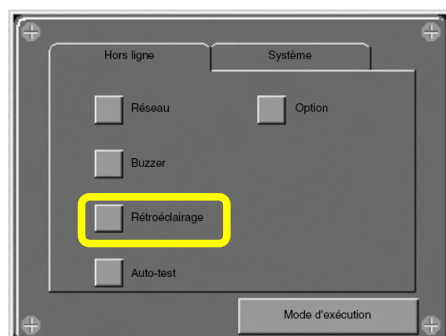 Hors ligne
Système
Réseau
Option
Buzzer
Rétroéclairage
Auto-test
Mode d'exécution